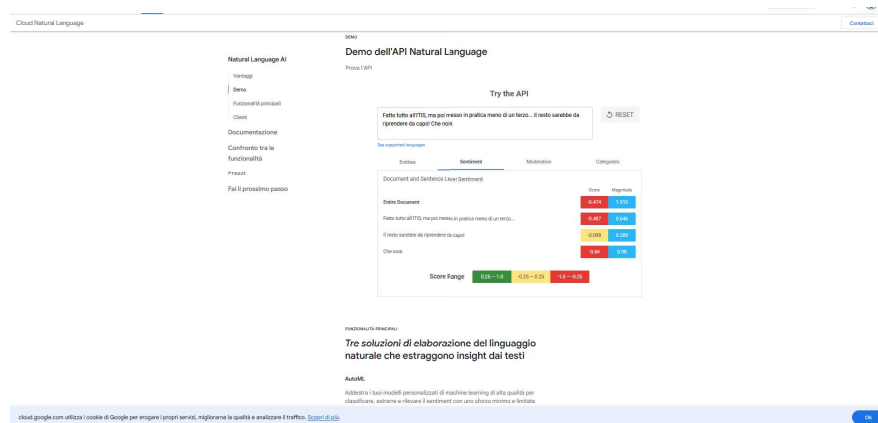 Cloud Natural Language
Contattaci
DEMO
Demo dell'API Natural Language
Prova l'API
Natural Language AI
Vantaggi
Demo
Funzionalità principali
Clienti
Documentazione
Confronto tra le
funzionalità
Prezzi
Fai il prossimo passo
Try the API
Fatto tutto all'ITIS, ma poi messo in pratica meno di un terzo... Il resto sarebbe da
riprendere da capo! Che noia
RESET
See supported languages
Entities
Sentiment
Moderation
Categories
Document and Sentence Level Sentiment
Score Magnitude
Entire Document -0.474 1.915
Fatto tutto all'ITIS, ma poi messo in pratica meno di un terzo... -0.487 0.646
Il resto sarebbe da riprendere da capo! -0.098
Che noia -0.84 0.98
Score Range 0.25 — 1.0 -0.25 — 0.25 -1.0 — -0.25
FUNZIONALITÀ PRINCIPALI
Tre soluzioni di elaborazione del linguaggio
naturale che estraggono insight dai testi
AutoML
Addestra i tuoi modelli personalizzati di machine learning di alta qualità per
classificare, estrarre e rilevare il sentiment con uno sforzo minimo e limitata
cloud.google.com utilizza i cookie di Google per erogare i propri servizi, migliorarne la qualità e analizzare il traffico. Scopri di più.
Ok